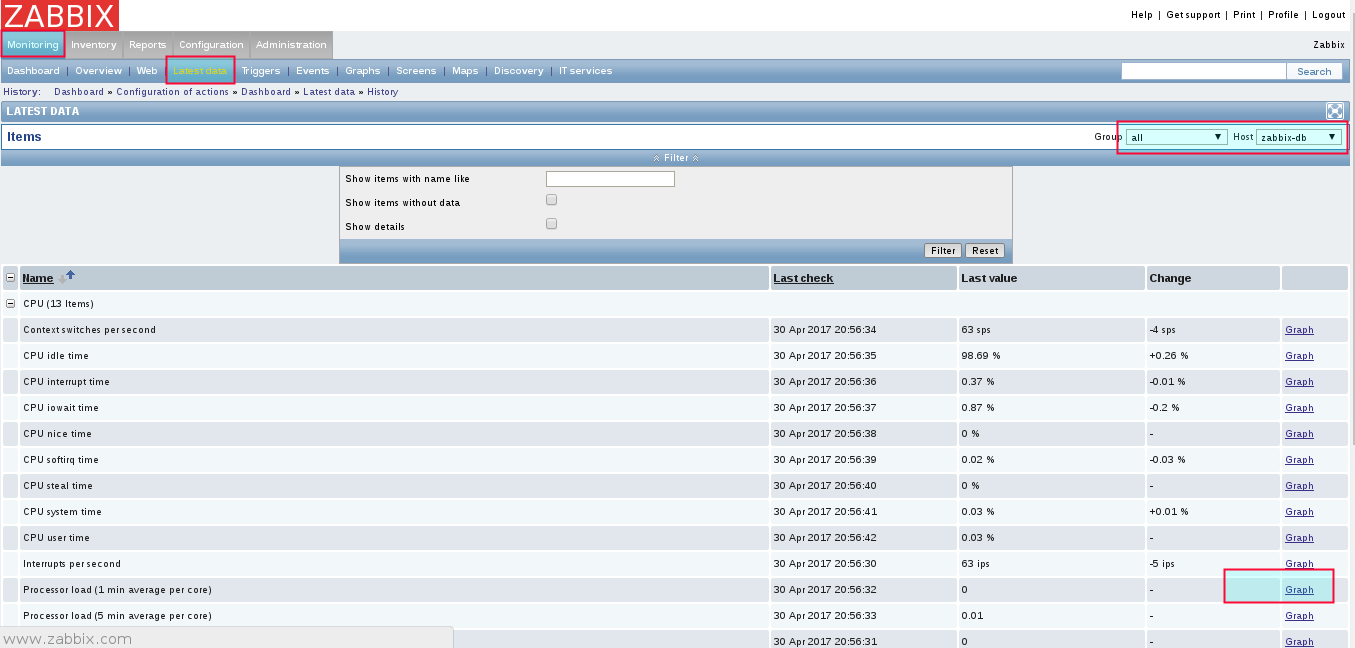 ZABBIX
Help | Get support | Print | Profile | Logout
Monitoring Inventory Reports Configuration Administration Zabbix
Dashboard | Overview | Web | Latest data | Triggers | Events | Graphs | Screens | Maps | Discovery | IT services Search
History: Dashboard » Configuration of actions » Dashboard » Latest data » History
LATEST DATA
Items Group all ▼ Host zabbix-db ▼
Filter
Show items with name like
Show items without data
Show details
Filter Reset
Name Last check Last value Change
CPU (13 Items)
Context switches per second 30 Apr 2017 20:56:34 63 sps -4 sps Graph
CPU idle time 30 Apr 2017 20:56:35 98.69 % +0.26 % Graph
CPU interrupt time 30 Apr 2017 20:56:36 0.37 % -0.01 % Graph
CPU iowait time 30 Apr 2017 20:56:37 0.87 % -0.2 % Graph
CPU nice time 30 Apr 2017 20:56:38 0 % - Graph
CPU softirq time 30 Apr 2017 20:56:39 0.02 % -0.03 % Graph
CPU steal time 30 Apr 2017 20:56:40 0 % - Graph
CPU system time 30 Apr 2017 20:56:41 0.03 % +0.01 % Graph
CPU user time 30 Apr 2017 20:56:42 0.03 % - Graph
Interrupts per second 30 Apr 2017 20:56:30 63 ips -5 ips Graph
Processor load (1 min average per core) 30 Apr 2017 20:56:32 0 - Graph
Processor load (5 min average per core) 30 Apr 2017 20:56:33 0.01 - Graph
www.zabbix.com 30 Apr 2017 20:56:31 0 - Graph